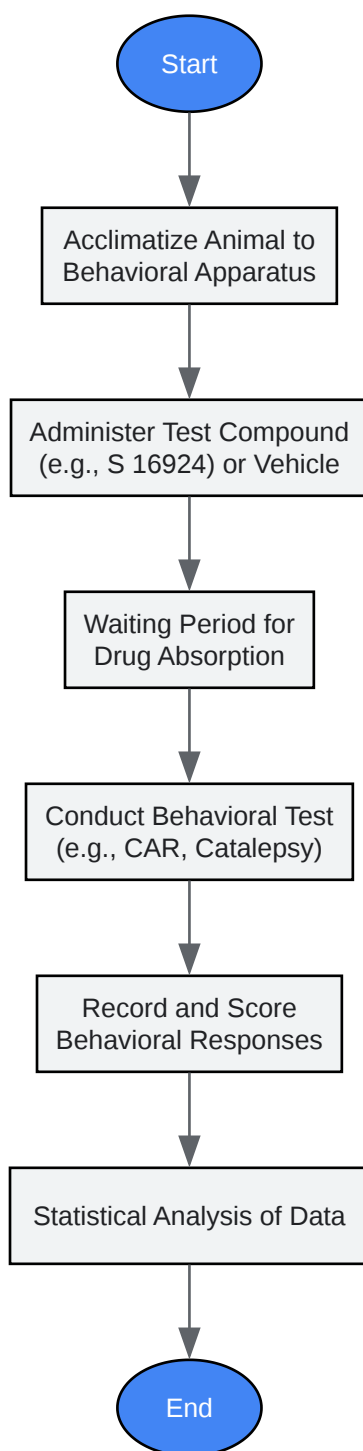 Start
Acclimatize Animal to
Behavioral Apparatus
Administer Test Compound
(e.g., S 16924) or Vehicle
Waiting Period for
Drug Absorption
Conduct Behavioral Test
(e.g., CAR, Catalepsy)
Record and Score
Behavioral Responses
Statistical Analysis of Data
End